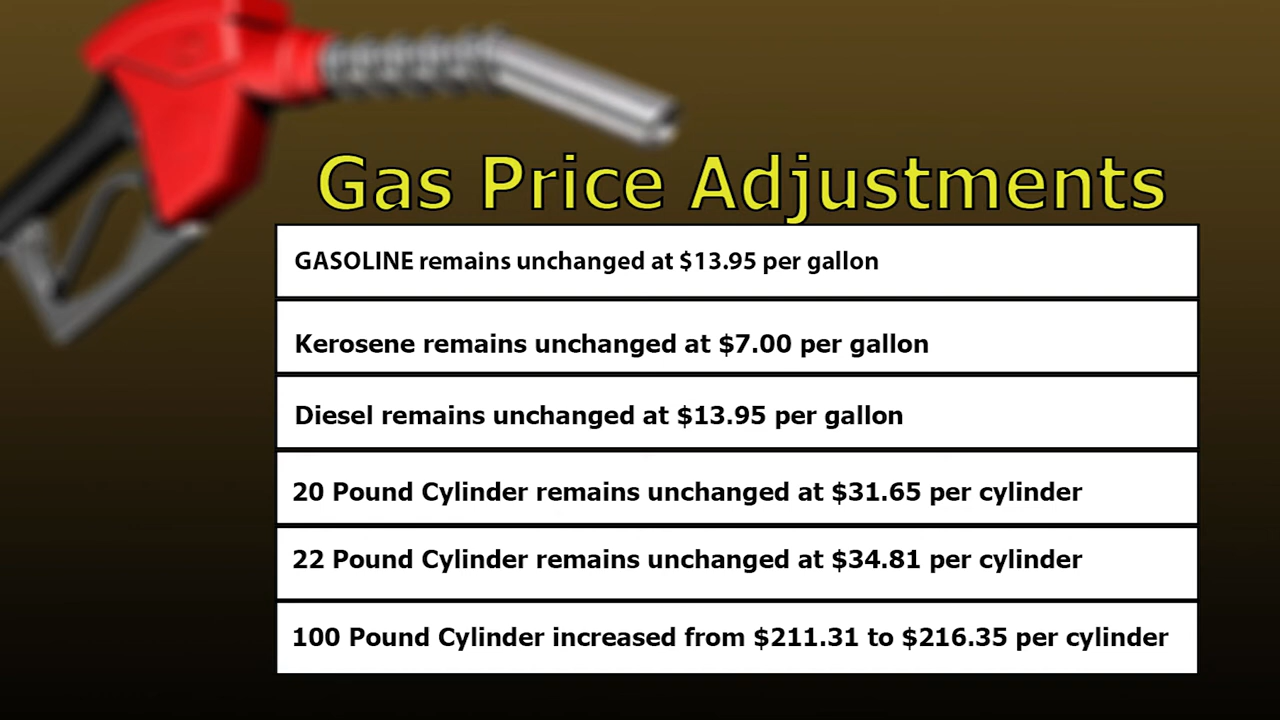 Gas Price Adjustments
GASOLINE remains unchanged at $13.95 per gallon
Kerosene remains unchanged at $7.00 per gallon
Diesel remains unchanged at $13.95 per gallon
20 Pound Cylinder remains unchanged at $31.65 per cylinder
22 Pound Cylinder remains unchanged at $34.81 per cylinder
100 Pound Cylinder increased from $211.31 to $216.35 per cylinder